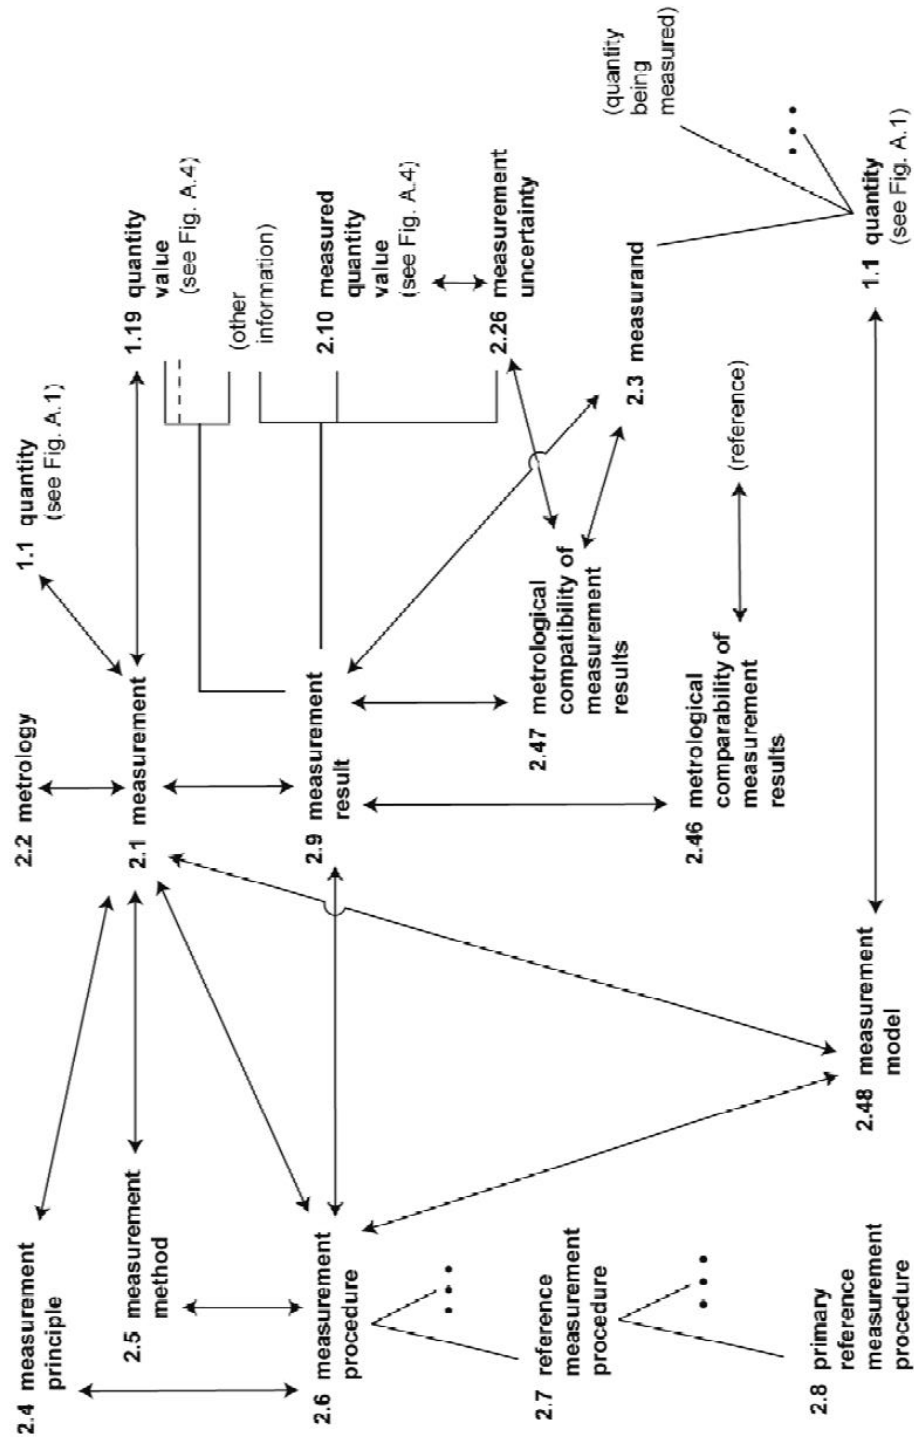 2.4 measurement
principle
2.2 metrology
1.1 quantity
(see Fig. A.1)
2.5 measurement
method
2.1 measurement
1.19 quantity
value
(see Fig. A.4)
(other
information)
2.6 measurement
procedure
2.9 measurement
result
2.10 measured
quantity
value
(see Fig. A.4)
2.26 measurement
uncertainty
2.7 reference
measurement
procedure
2.47 metrological
compatibility of
measurement
results
2.3 measurand
(quantity
being
measured)
2.46 metrological
comparability of
measurement
results
(reference)
2.8 primary
reference
measurement
procedure
2.48 measurement
model
1.1 quantity
(see Fig. A.1)